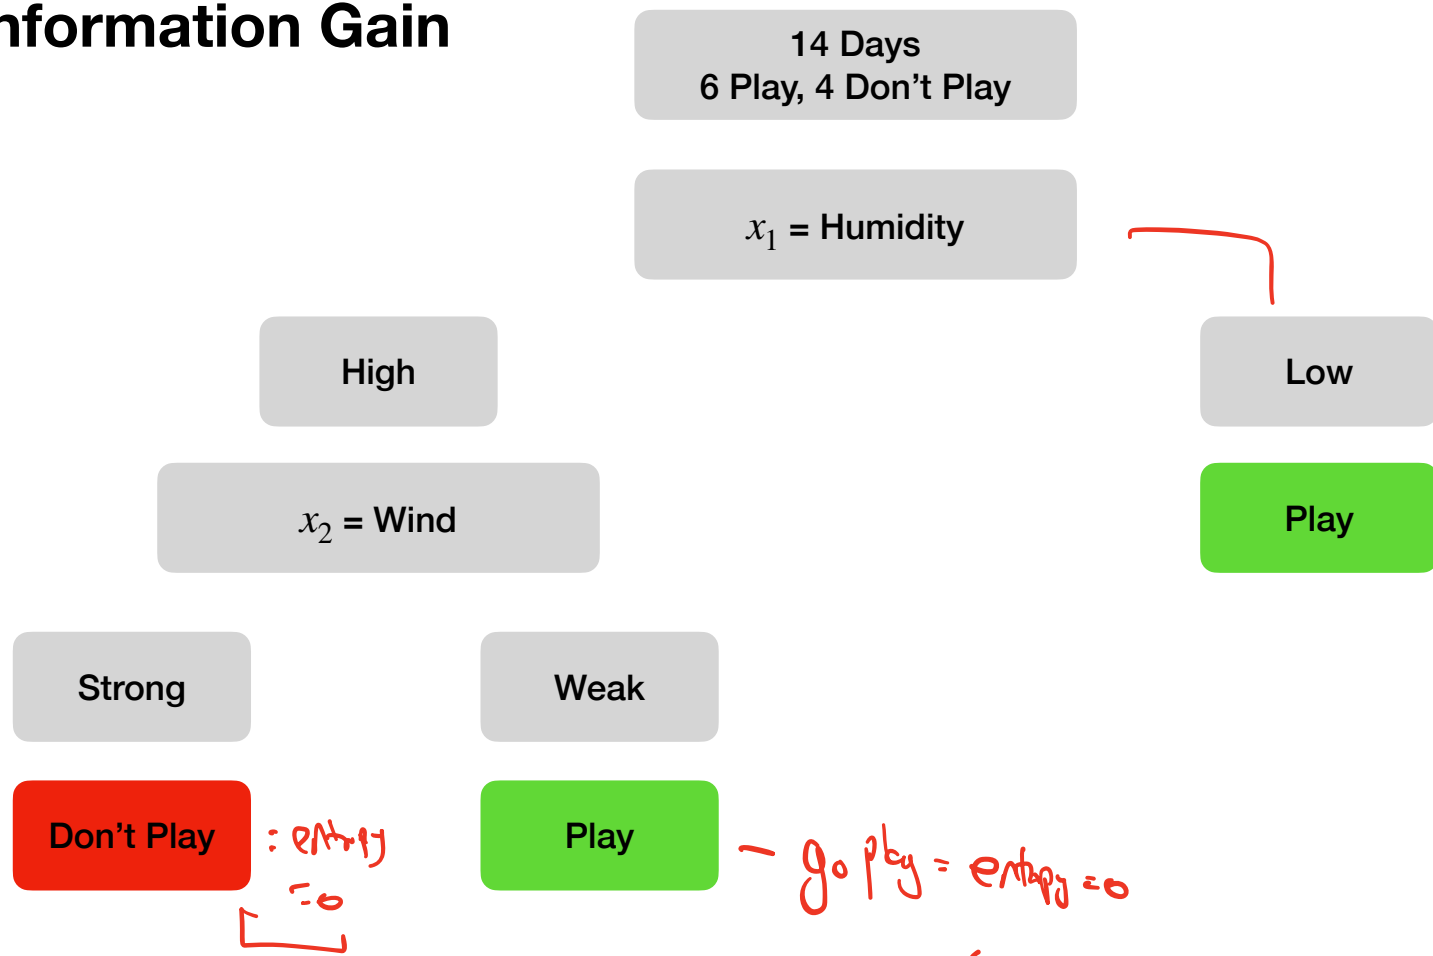 nformation Gain
14 Days
6 Play, 4 Don't Play
x₁ = Humidity
High
Low
x₂ = Wind
Play
Strong
Weak
Don't Play
: entropy
=0
Play
- go play = entropy = 0